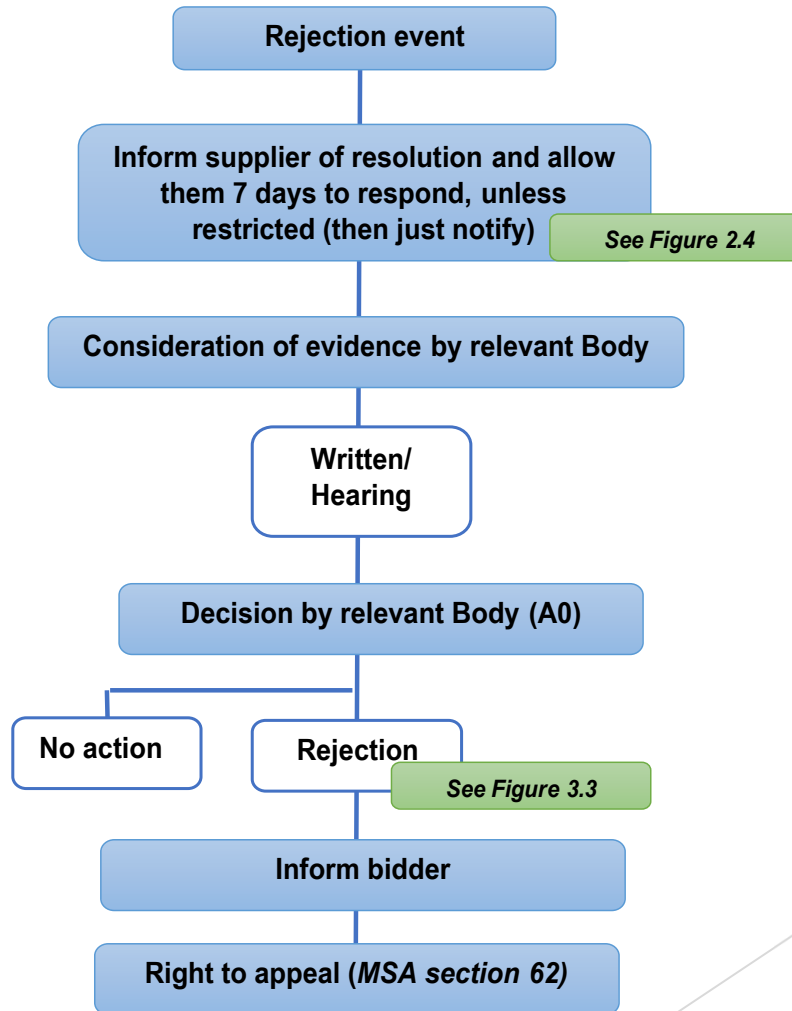 Rejection event
Inform supplier of resolution and allow
them 7 days to respond, unless
restricted (then just notify)
See Figure 2.4
Consideration of evidence by relevant Body
Written/
Hearing
Decision by relevant Body (A0)
No action
Rejection
See Figure 3.3
Inform bidder
Right to appeal (MSA section 62)